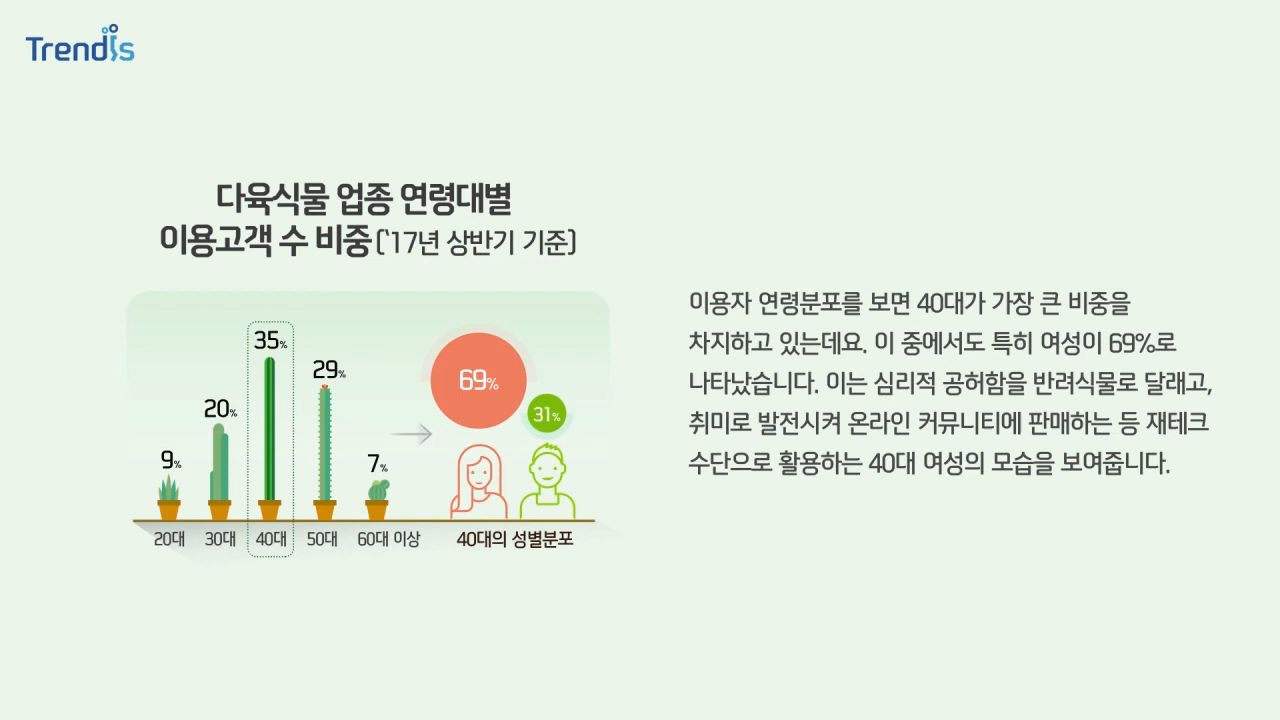 Trendis
다육식물 업종 연령대별
이용고객 수 비중 ('17년 상반기 기준)
35%
29%
20%
9%
7%
69%
31%
20대
30대
40대
50대
60대 이상
40대의 성별분포
이용자 연령분포를 보면 40대가 가장 큰 비중을
차지하고 있는데요. 이 중에서도 특히 여성이 69%로
나타났습니다. 이는 심리적 공허함을 반려식물로 달래고,
취미로 발전시켜 온라인 커뮤니티에 판매하는 등 재테크
수단으로 활용하는 40대 여성의 모습을 보여줍니다.